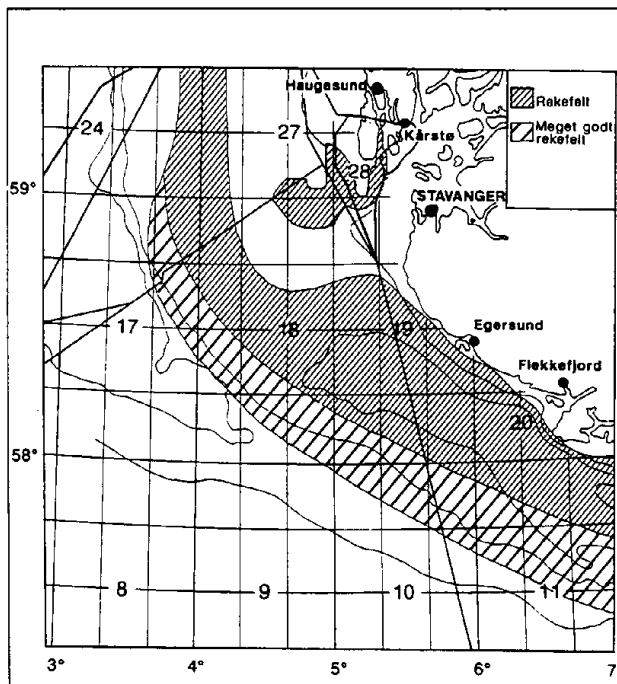 Haugesund
Rekefelt
24
27
Kårstø
Meget godt
rekefelt
28
59°
STAVANGER
17
18
19
Egersund
Flekkefjord
20
58°
8
9
10
11
3°
4°
5°
6°
7